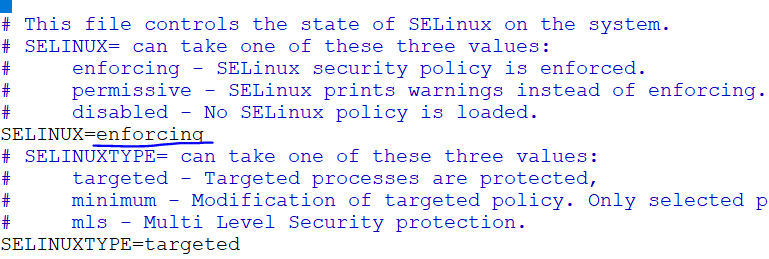 # This file controls the state of SELinux on the system.
# SELINUX= can take one of these three values:
#     enforcing - SELinux security policy is enforced.
#     permissive - SELinux prints warnings instead of enforcing.
#     disabled - No SELinux policy is loaded.
SELINUX=enforcing
# SELINUXTYPE= can take one of these three values:
#     targeted - Targeted processes are protected,
#     minimum - Modification of targeted policy. Only selected p
#     mls - Multi Level Security protection.
SELINUXTYPE=targeted